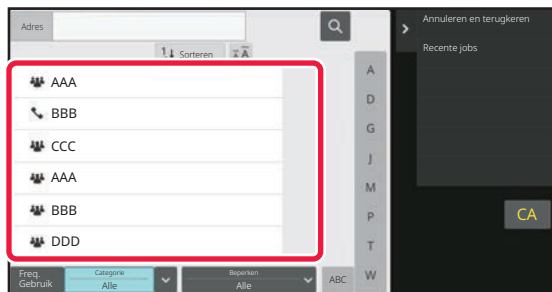 Adres
Sorteren
AAA
BBB
CCC
AAA
BBB
DDD
A
D
G
J
M
P
T
W
Freq.
Gebruik
Categorie
Alle
Beperken
Alle
ABC
Annuleren en terugkeren
Recente jobs
CA